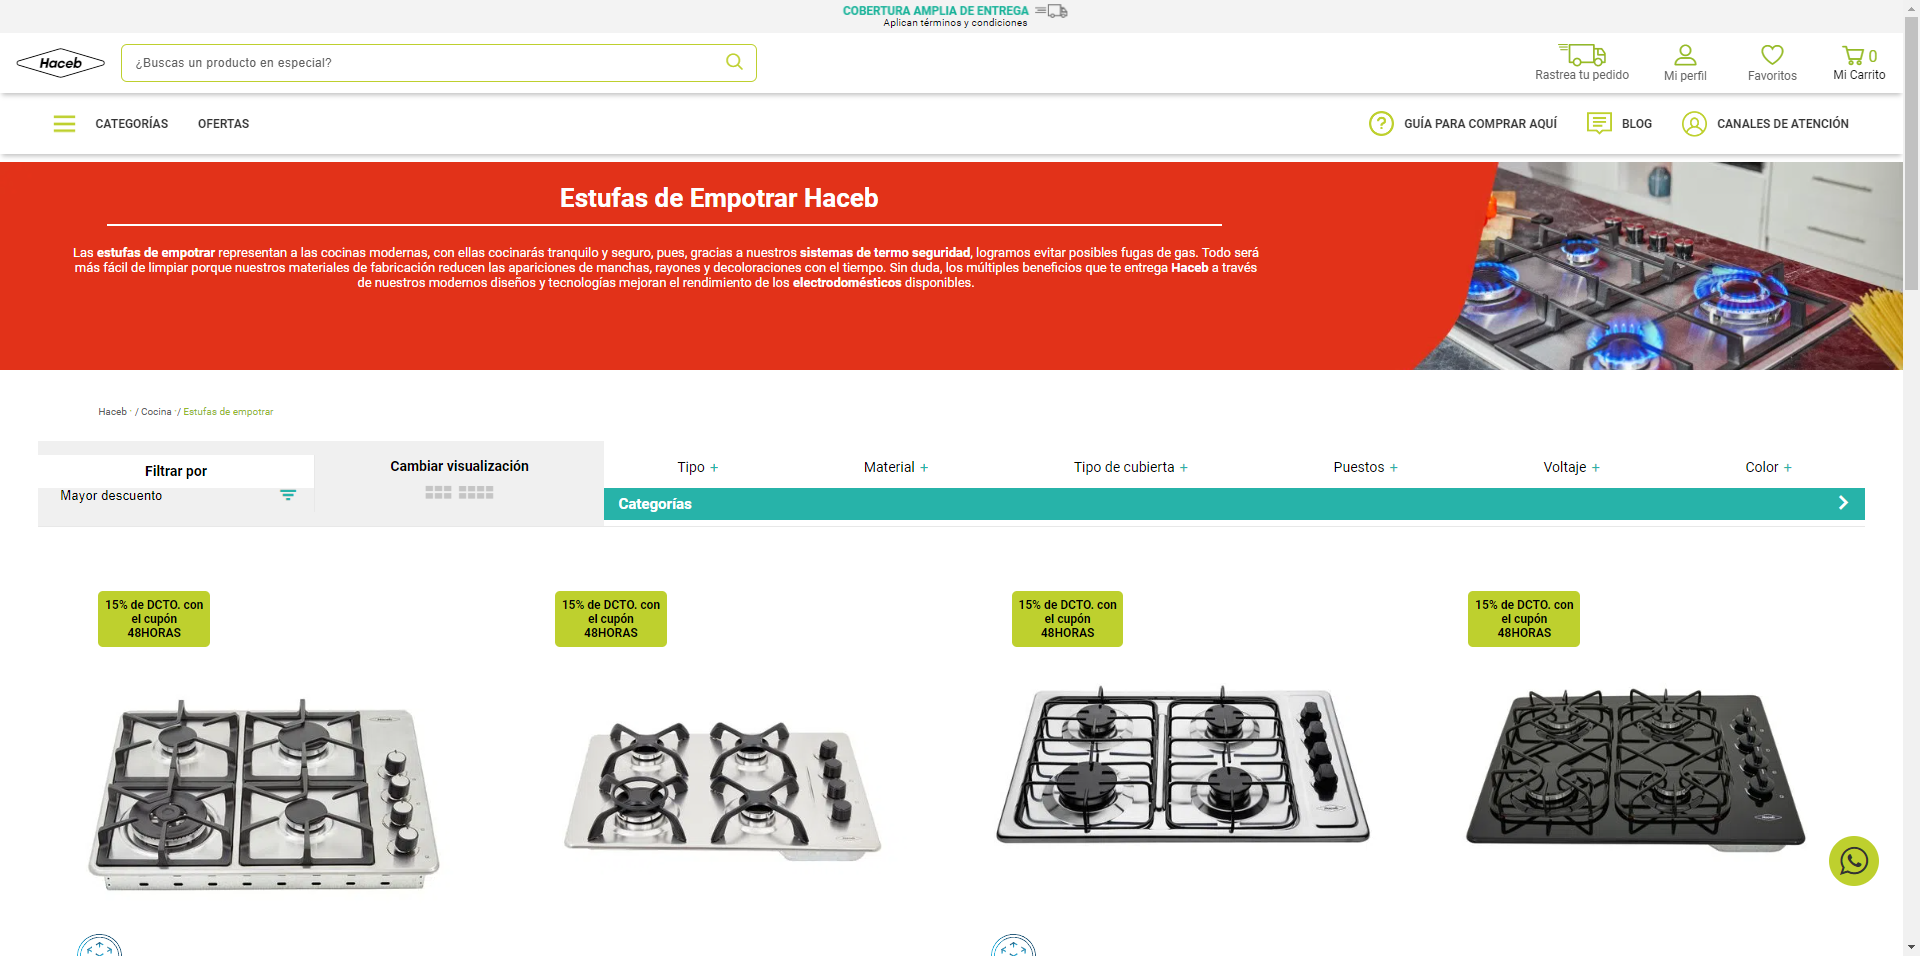 COBERTURA AMPLIA DE ENTREGA
Aplican términos y condiciones
Haceb
¿Buscas un producto en especial?
Rastrea tu pedido
Mi perfil
Favoritos
0
Mi Carrito
CATEGORÍAS
OFERTAS
GUÍA PARA COMPRAR AQUÍ
BLOG
CANALES DE ATENCIÓN
Estufas de Empotrar Haceb
Las estufas de empotrar representan a las cocinas modernas, con ellas cocinarás tranquilo y seguro, pues, gracias a nuestros sistemas de termo seguridad, logramos evitar posibles fugas de gas. Todo será
más fácil de limpiar porque nuestros materiales de fabricación reducen las apariciones de manchas, rayones y decoloraciones con el tiempo. Sin duda, los múltiples beneficios que te entrega Haceb a través
de nuestros modernos diseños y tecnologías mejoran el rendimiento de los electrodomésticos disponibles.
Haceb / Cocina / Estufas de empotrar
Filtrar por
Mayor descuento
Cambiar visualización
Tipo +
Material +
Tipo de cubierta +
Puestos +
Voltaje +
Color +
Categorías
15% de DCTO. con
el cupón
48HORAS
15% de DCTO. con
el cupón
48HORAS
15% de DCTO. con
el cupón
48HORAS
15% de DCTO. con
el cupón
48HORAS